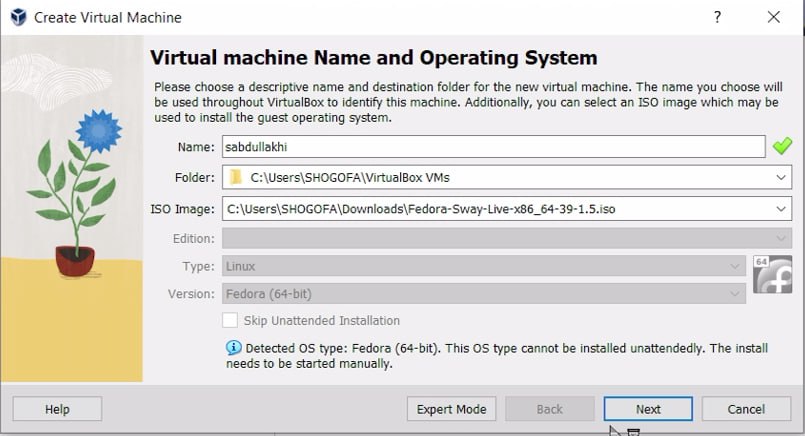 Create Virtual Machine
?
Virtual machine Name and Operating System
Please choose a descriptive name and destination folder for the new virtual machine. The name you choose will
be used throughout VirtualBox to identify this machine. Additionally, you can select an ISO image which may be
used to install the guest operating system.
Name: sabdullakhi
Folder: C:\Users\SHOGOFA\VirtualBox VMs
ISO Image: C:\Users\SHOGOFA\Downloads\Fedora-Sway-Live-x86_64-39-1.5.iso
Edition:
Type: Linux
64
Version: Fedora (64-bit)
Skip Unattended Installation
Detected OS type: Fedora (64-bit). This OS type cannot be installed unattendedly. The install
needs to be started manually.
Help Expert Mode Back Next Cancel